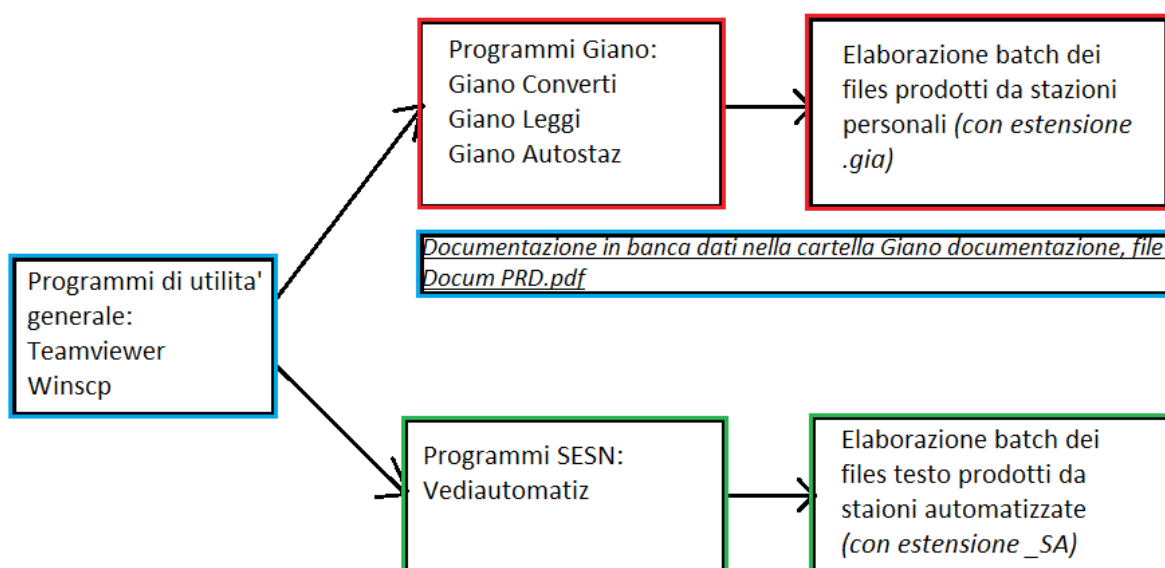 Programmi Giano:
Giano Converti
Giano Leggi
Giano Autostaz
Elaborazione batch dei
files prodotti da stazioni
personali (con estensione
.gia)
Documentazione in banca dati nella cartella Giano documentazione, file
Docum PRD.pdf
Programmi di utilita'
generale:
Teamviewer
Winscp
Programmi SESN:
Vediautomatiz
Elaborazione batch dei
files testo prodotti da
staioni automatizzate
(con estensione _SA)